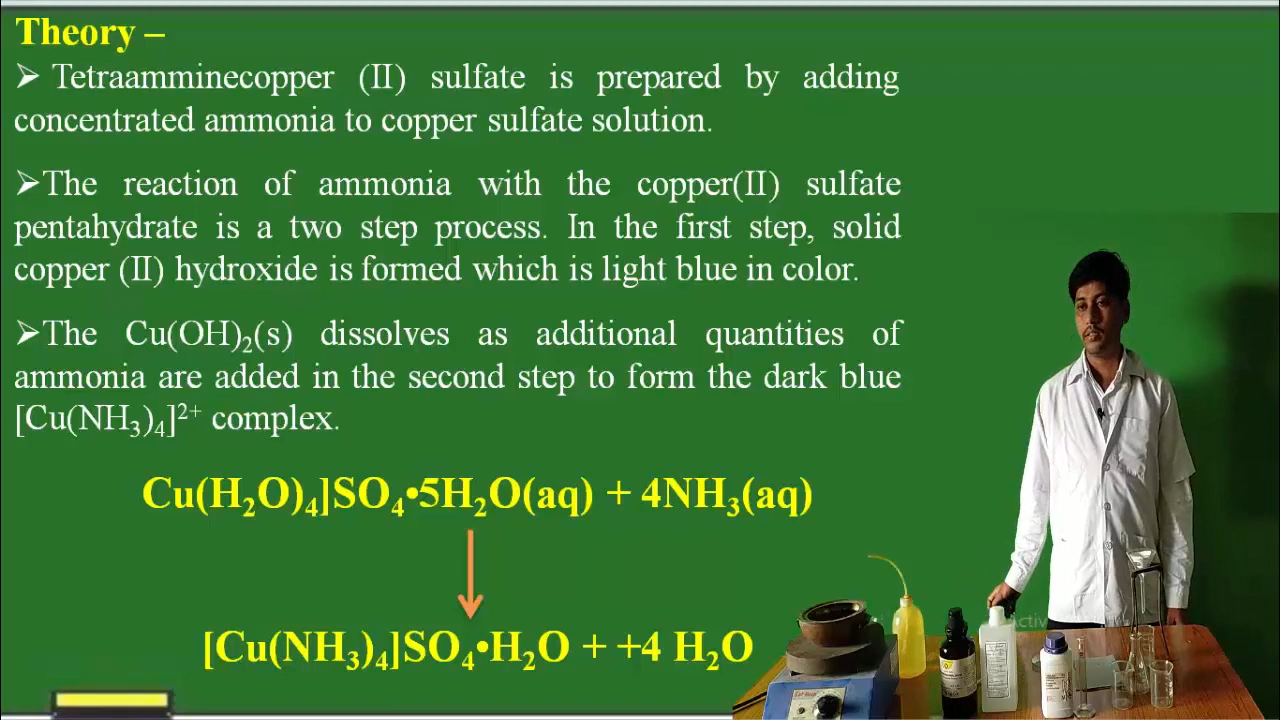 Theory –
➢ Tetraamminecopper (II) sulfate is prepared by adding
concentrated ammonia to copper sulfate solution.
➢The reaction of ammonia with the copper(II) sulfate
pentahydrate is a two step process. In the first step, solid
copper (II) hydroxide is formed which is light blue in color.
➢The Cu(OH)₂(s) dissolves as additional quantities of
ammonia are added in the second step to form the dark blue
[Cu(NH₃)₄]²⁺ complex.
Cu(H₂O)₄]SO₄•5H₂O(aq) + 4NH₃(aq)
[Cu(NH₃)₄]SO₄•H₂O + +4 H₂O
Activ